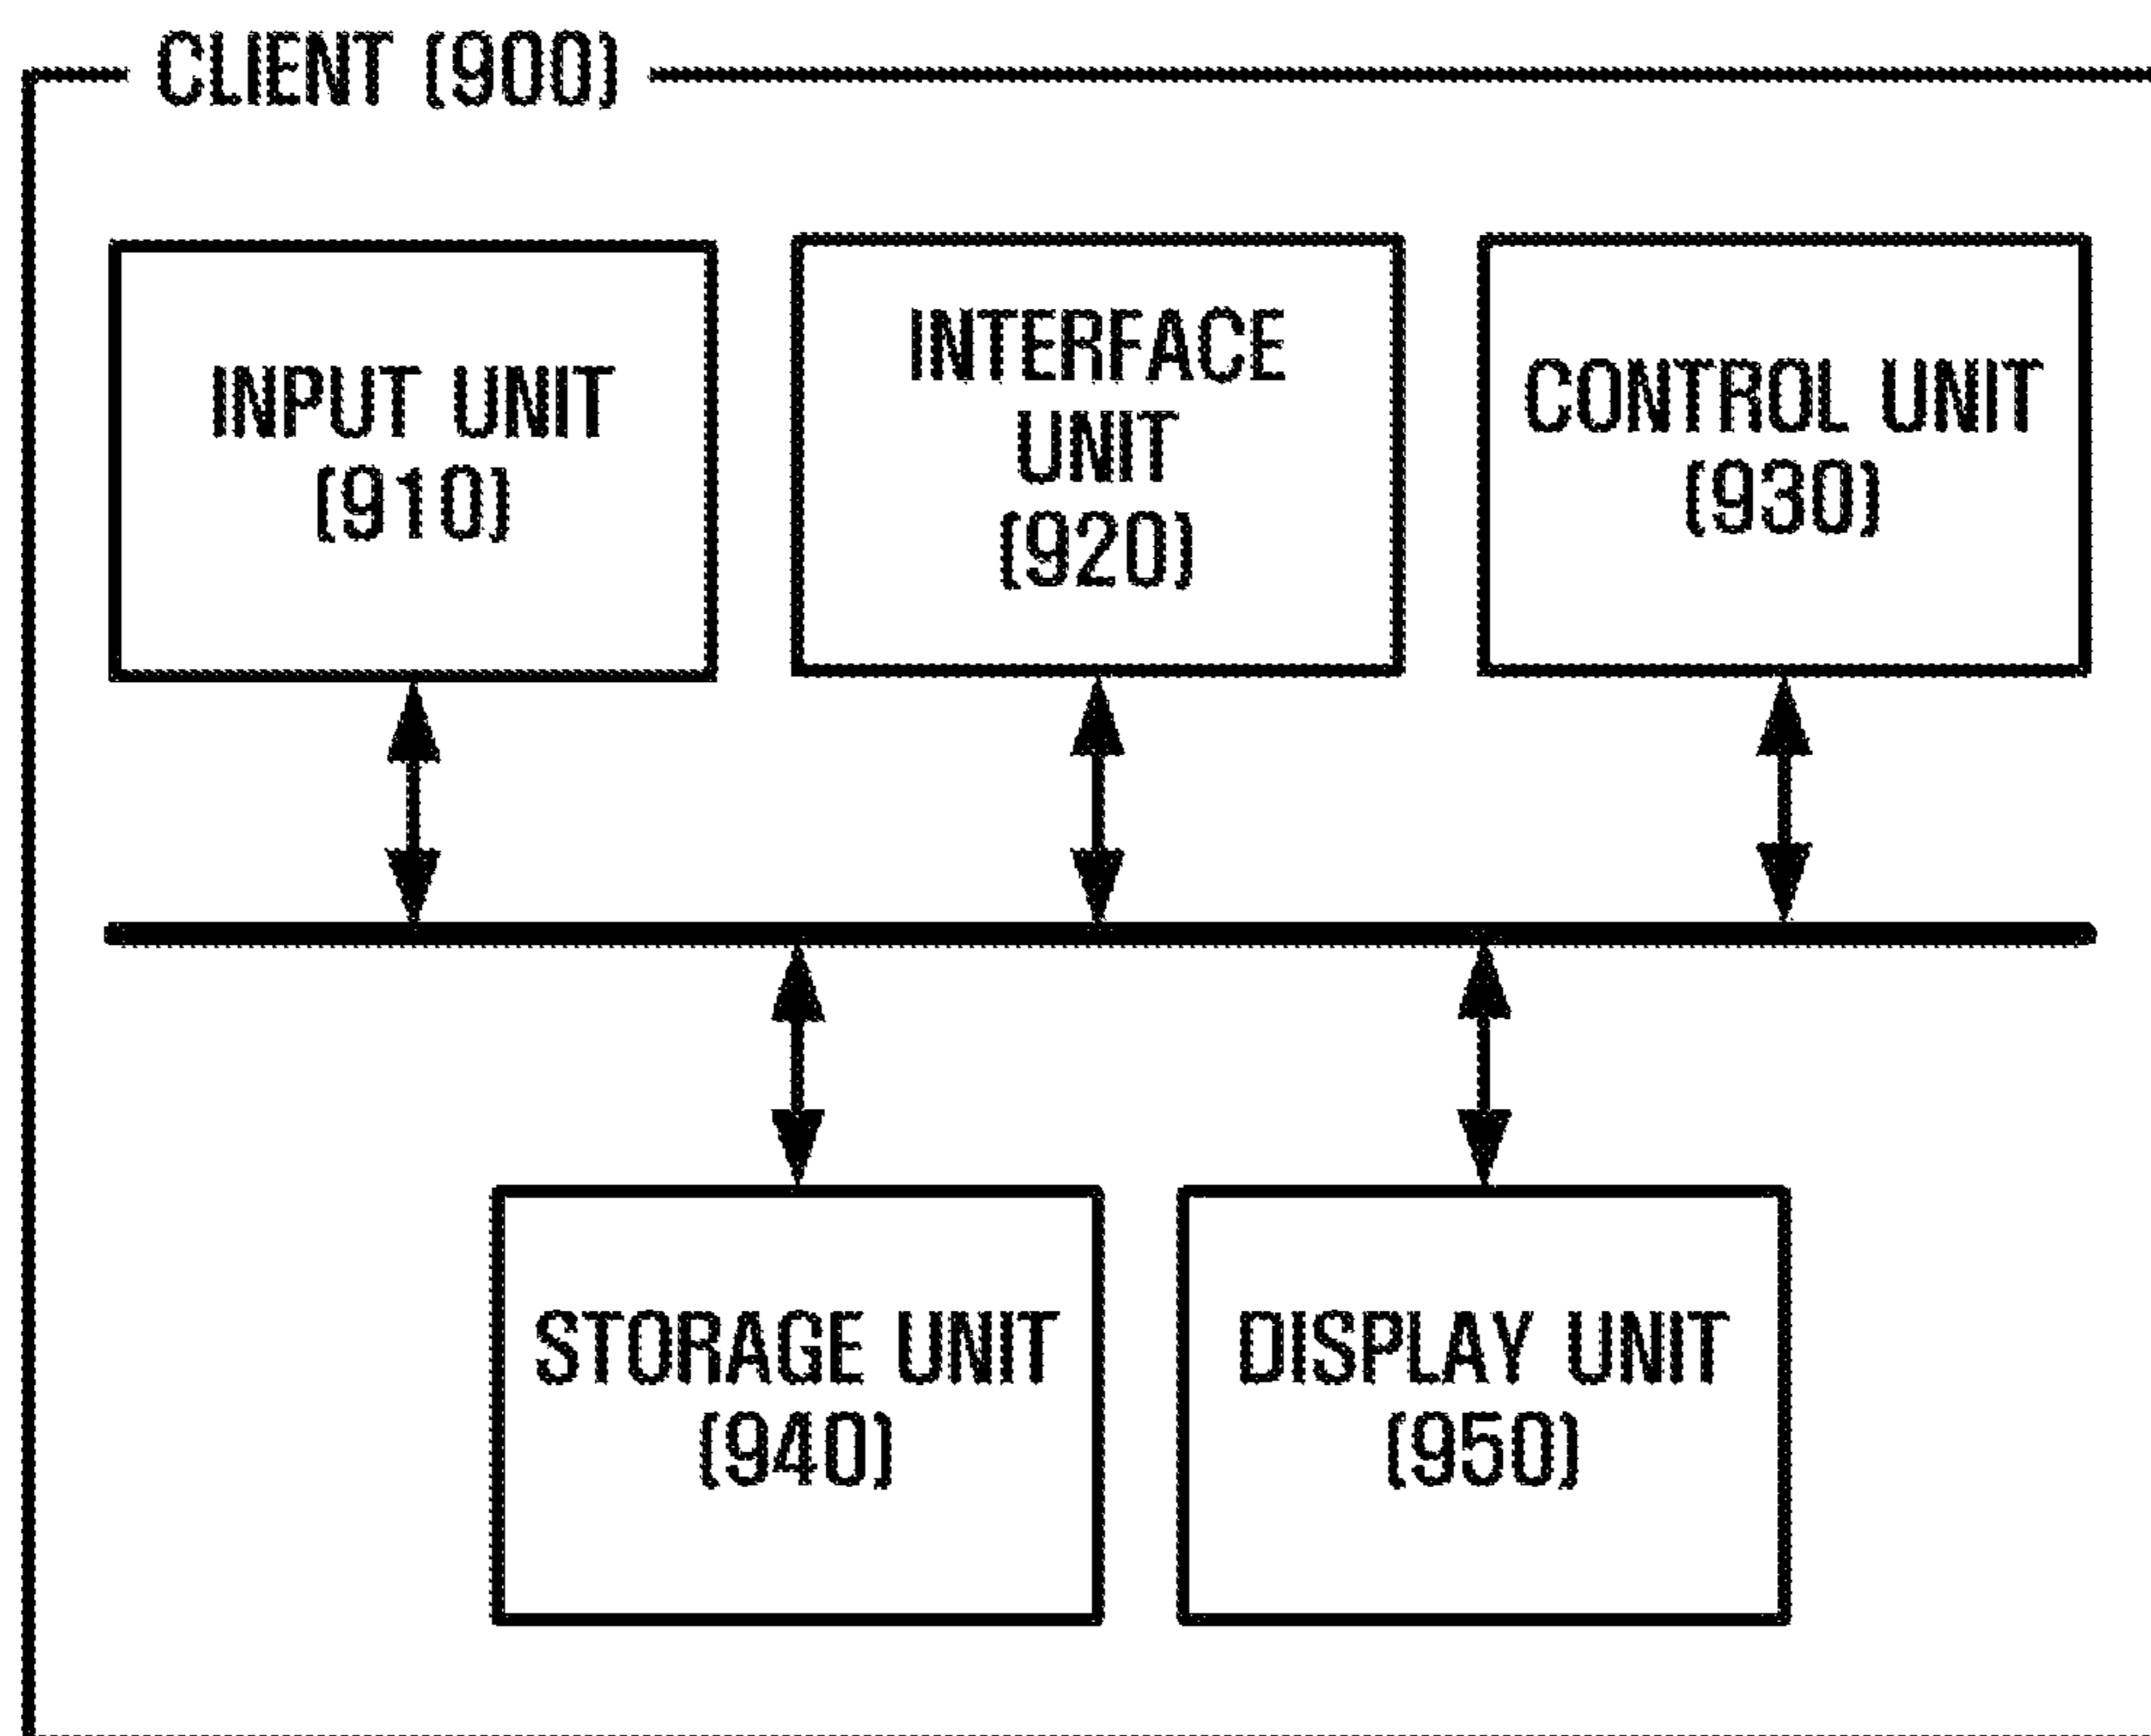 CLIENT (900)
INPUT UNIT
(910)
INTERFACE
UNIT
(920)
CONTROL UNIT
(930)
STORAGE UNIT
(940)
DISPLAY UNIT
(950)